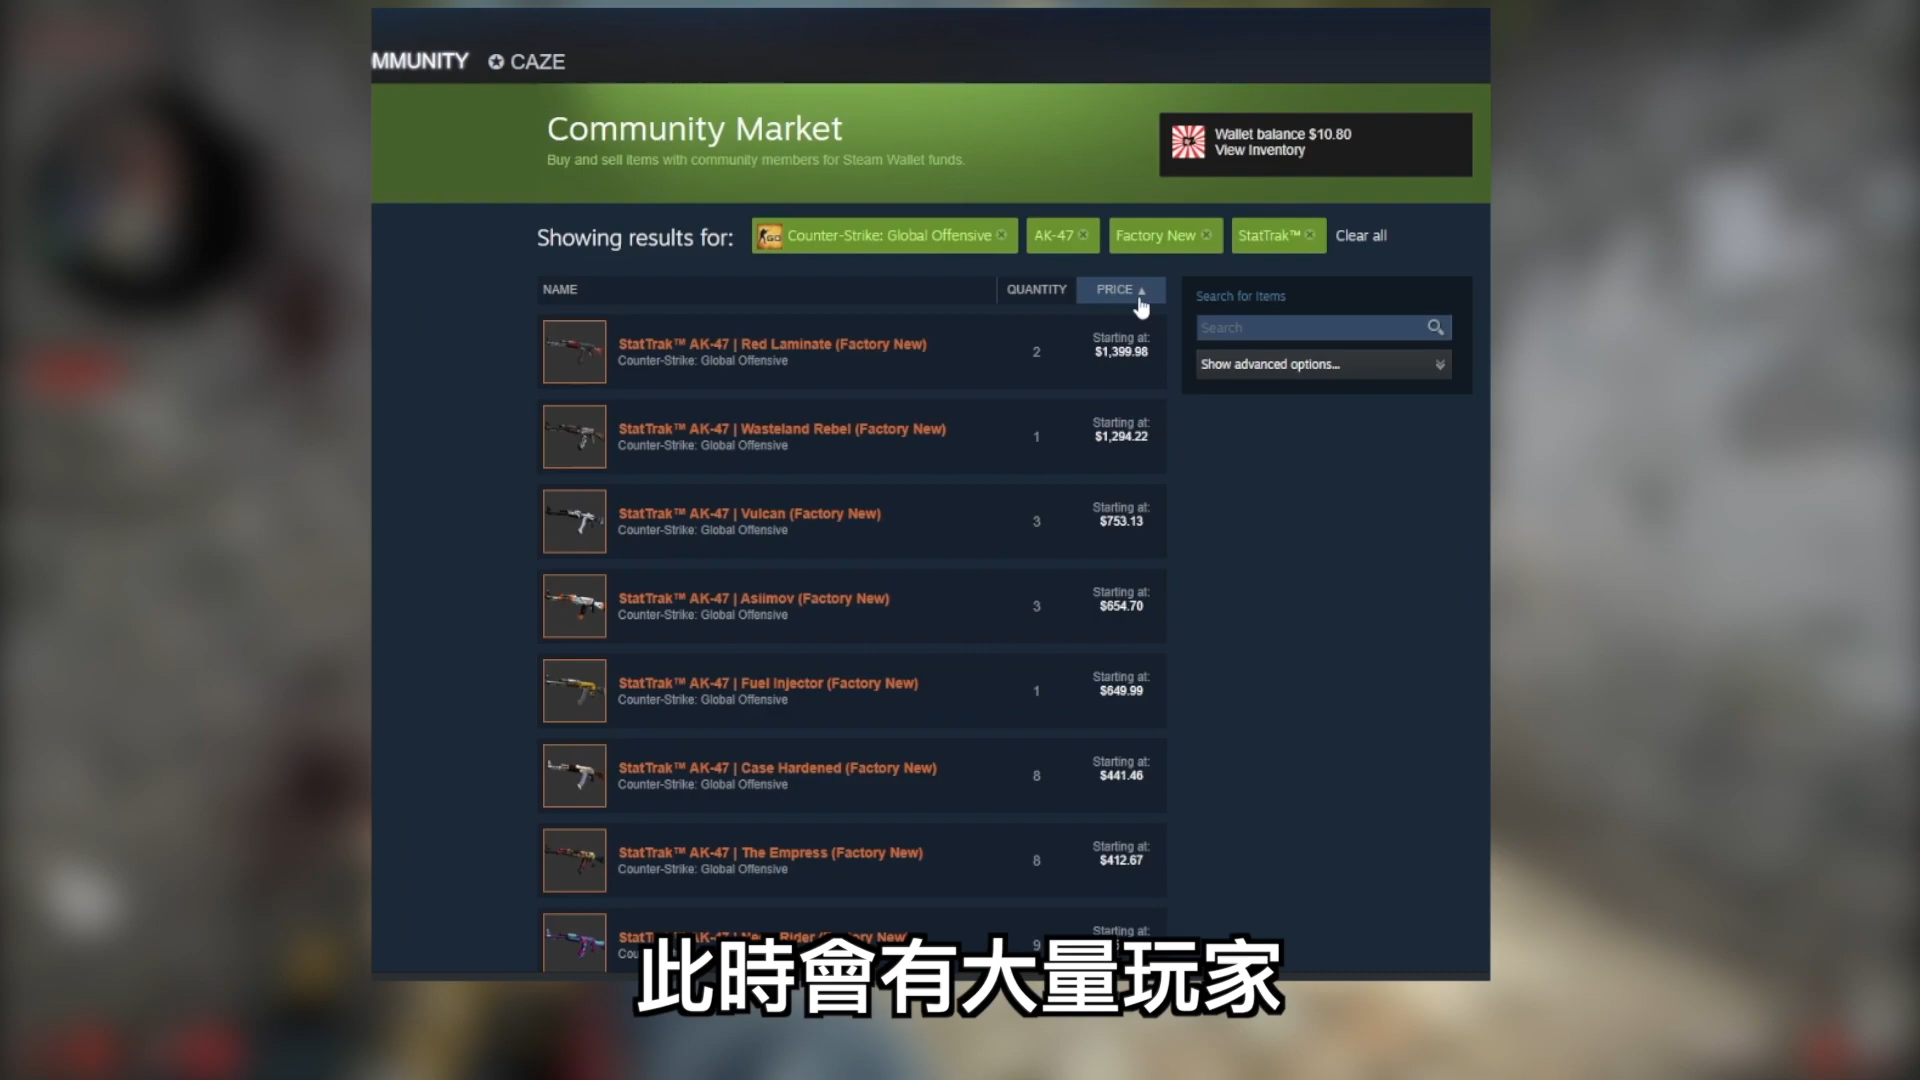 MMUNITY CAZE
Community Market
Buy and sell items with community members for Steam Wallet funds.
Wallet balance $10.80
View Inventory
Showing results for: Counter-Strike: Global Offensive AK-47 Factory New StatTrak™ Clear all
NAME QUANTITY PRICE ▲
Search for Items
Search
Show advanced options...
StatTrak™ AK-47 | Red Laminate (Factory New)
Counter-Strike: Global Offensive
2
Starting at:
$1,399.98
StatTrak™ AK-47 | Wasteland Rebel (Factory New)
Counter-Strike: Global Offensive
1
Starting at:
$1,294.22
StatTrak™ AK-47 | Vulcan (Factory New)
Counter-Strike: Global Offensive
3
Starting at:
$753.13
StatTrak™ AK-47 | Asiimov (Factory New)
Counter-Strike: Global Offensive
3
Starting at:
$654.70
StatTrak™ AK-47 | Fuel Injector (Factory New)
Counter-Strike: Global Offensive
1
Starting at:
$649.99
StatTrak™ AK-47 | Case Hardened (Factory New)
Counter-Strike: Global Offensive
8
Starting at:
$441.46
StatTrak™ AK-47 | The Empress (Factory New)
Counter-Strike: Global Offensive
8
Starting at:
$412.67
9
Starting at:
此時會有大量玩家